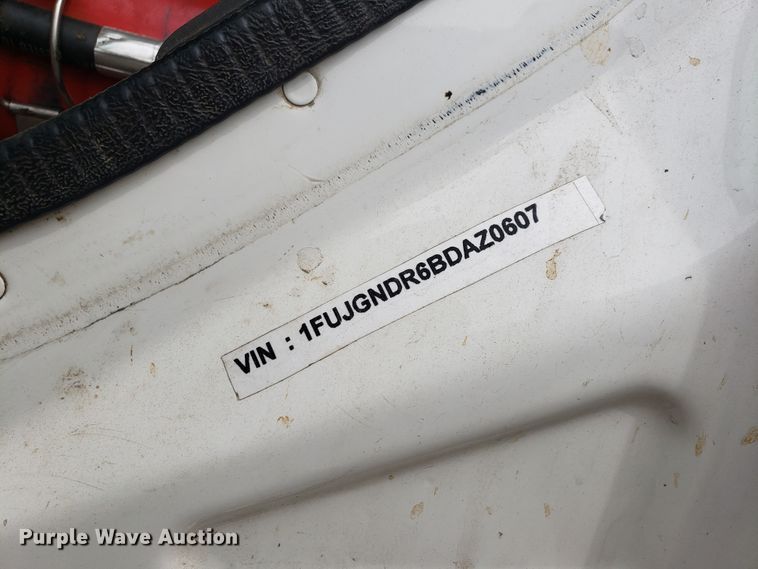 VIN : 1FUJGNDR6BDAZ0607
Purple Wave Auction